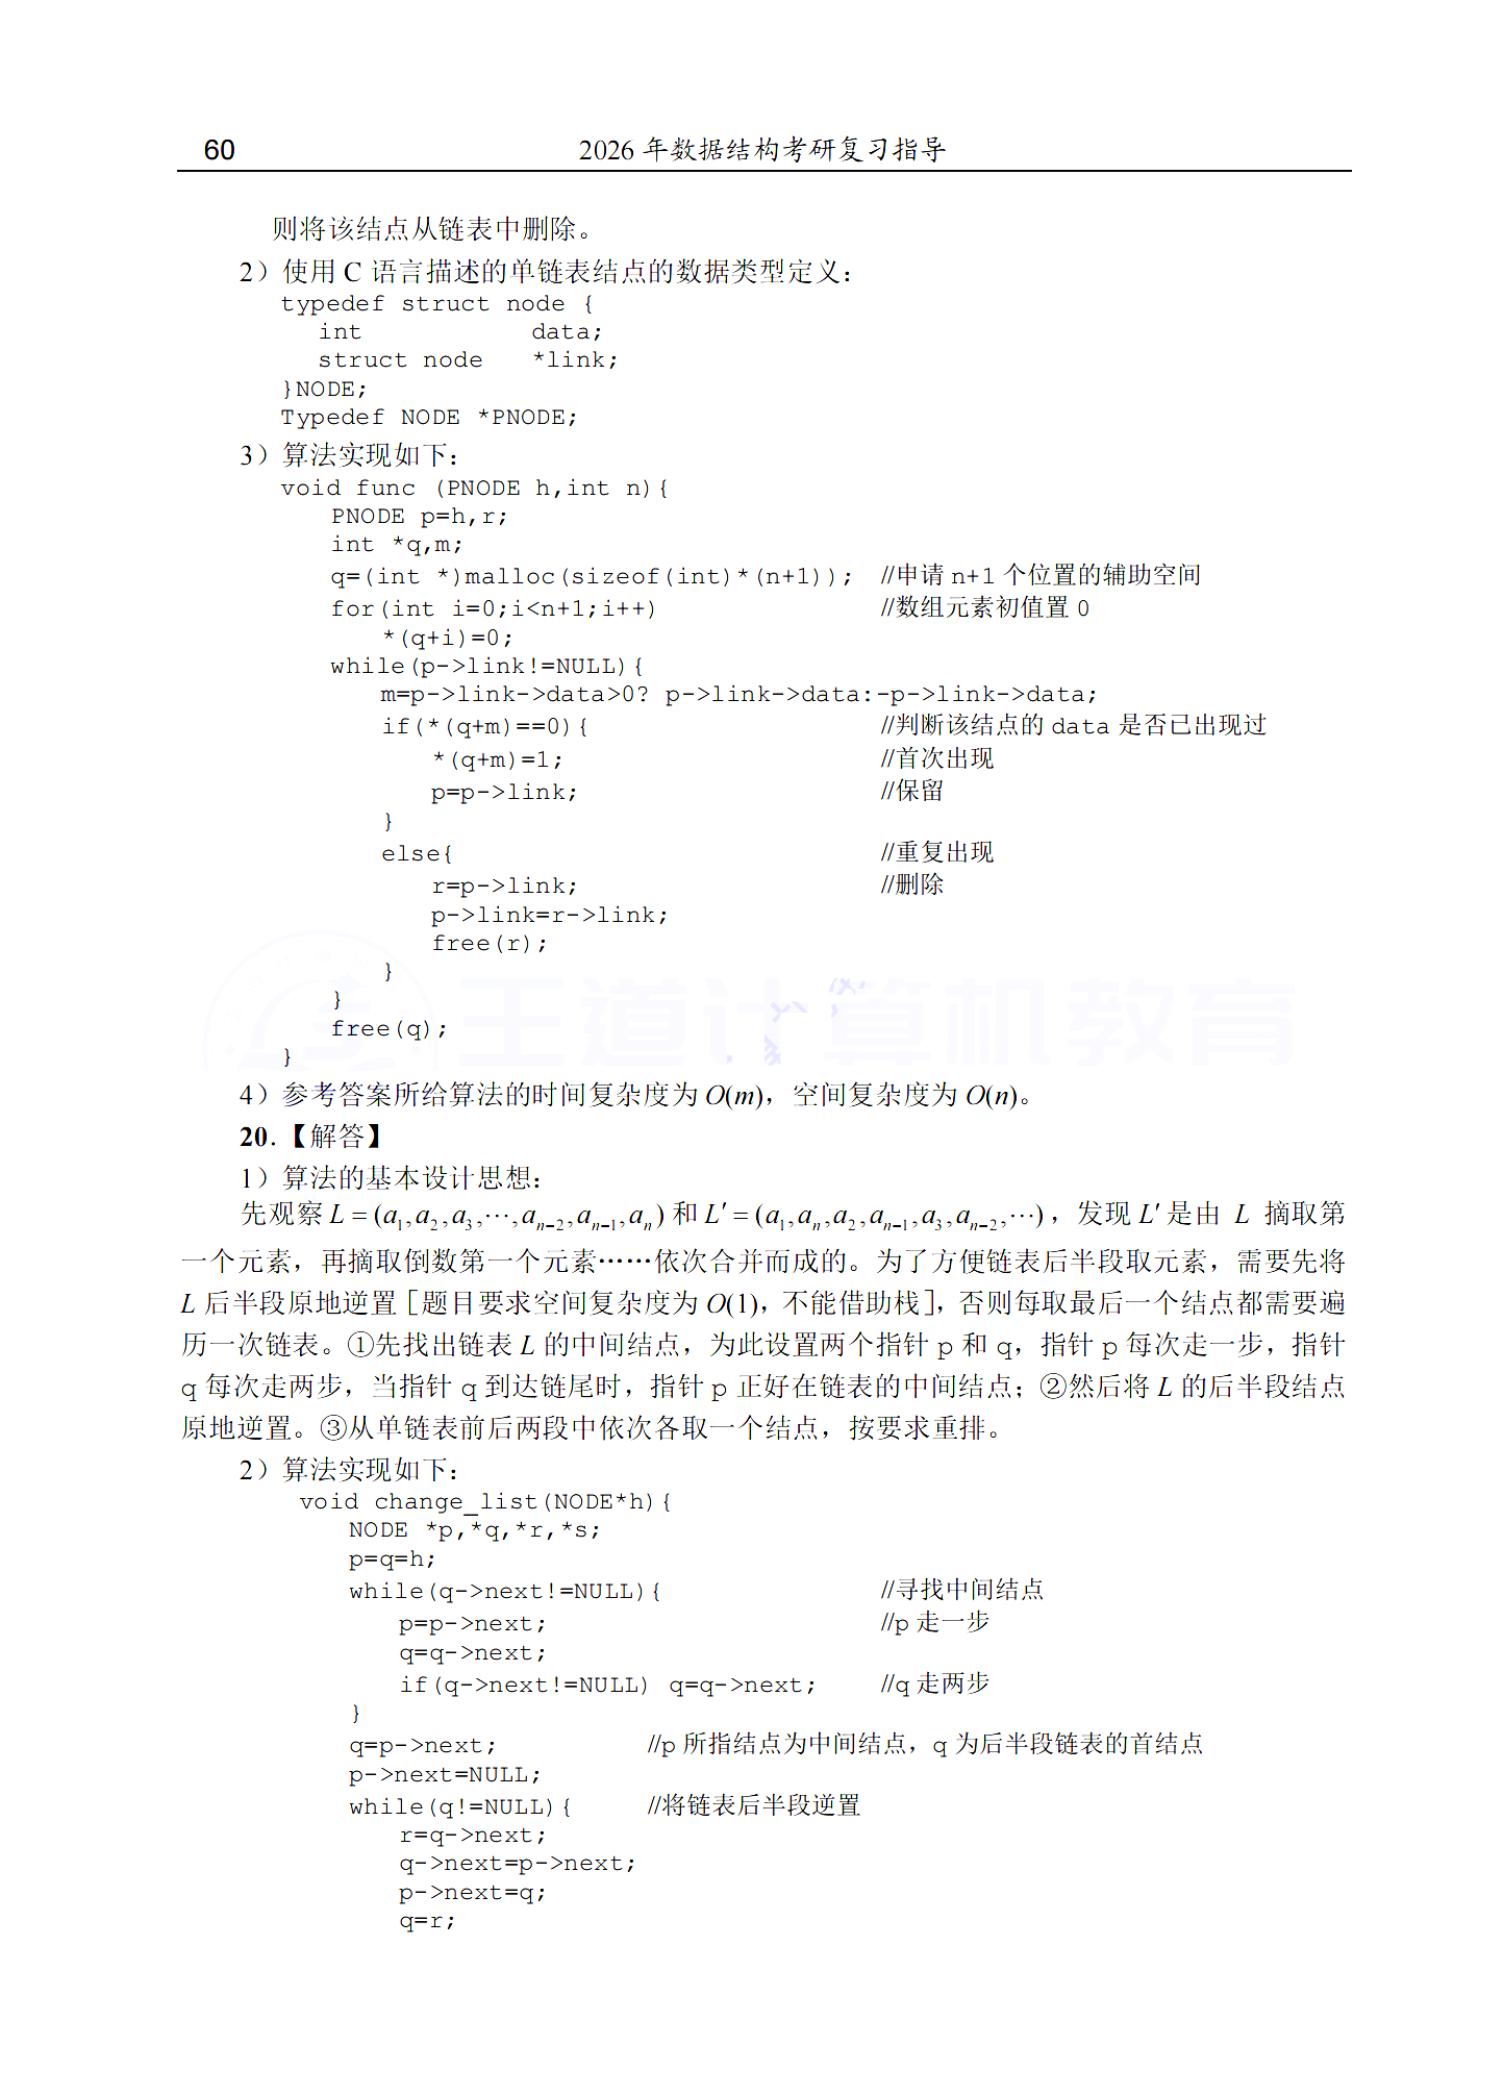 60 2026 年数据结构考研复习指导
则将该结点从链表中删除。
2）使用 C 语言描述的单链表结点的数据类型定义：
typedef struct node {
int data;
struct node *link;
}NODE;
Typedef NODE *PNODE;
3）算法实现如下：
void func (PNODE h,int n){
PNODE p=h,r;
int *q,m;
q=(int *)malloc(sizeof(int)*(n+1)); //申请 n+1 个位置的辅助空间
for(int i=0;i<n+1;i++) //数组元素初值置 0
*(q+i)=0;
while(p->link!=NULL){
m=p->link->data>0? p->link->data:-p->link->data;
if(*(q+m)==0){ //判断该结点的 data 是否已出现过
*(q+m)=1; //首次出现
p=p->link; //保留
}
else{ //重复出现
r=p->link; //删除
p->link=r->link;
free(r);
}
}
free(q);
}
王道计算机教育
4）参考答案所给算法的时间复杂度为 O(m)，空间复杂度为 O(n)。
20.【解答】
1）算法的基本设计思想：
先观察 L = (a₁,a₂,a₃,⋯,aₙ₋₂,aₙ₋₁,aₙ) 和 L′ = (a₁,aₙ,a₂,aₙ₋₁,a₃,aₙ₋₂,⋯)，发现 L′ 是由 L 摘取第
一个元素，再摘取倒数第一个元素……依次合并而成的。为了方便链表后半段取元素，需要先将
L 后半段原地逆置［题目要求空间复杂度为 O(1)，不能借助栈］，否则每取最后一个结点都需要遍
历一次链表。①先找出链表 L 的中间结点，为此设置两个指针 p 和 q，指针 p 每次走一步，指针
q 每次走两步，当指针 q 到达链尾时，指针 p 正好在链表的中间结点；②然后将 L 的后半段结点
原地逆置。③从单链表前后两段中依次各取一个结点，按要求重排。
2）算法实现如下：
void change_list(NODE*h){
NODE *p,*q,*r,*s;
p=q=h;
while(q->next!=NULL){ //寻找中间结点
p=p->next; //p 走一步
q=q->next;
if(q->next!=NULL) q=q->next; //q 走两步
}
q=p->next; //p 所指结点为中间结点，q 为后半段链表的首结点
p->next=NULL;
while(q!=NULL){ //将链表后半段逆置
r=q->next;
q->next=p->next;
p->next=q;
q=r;